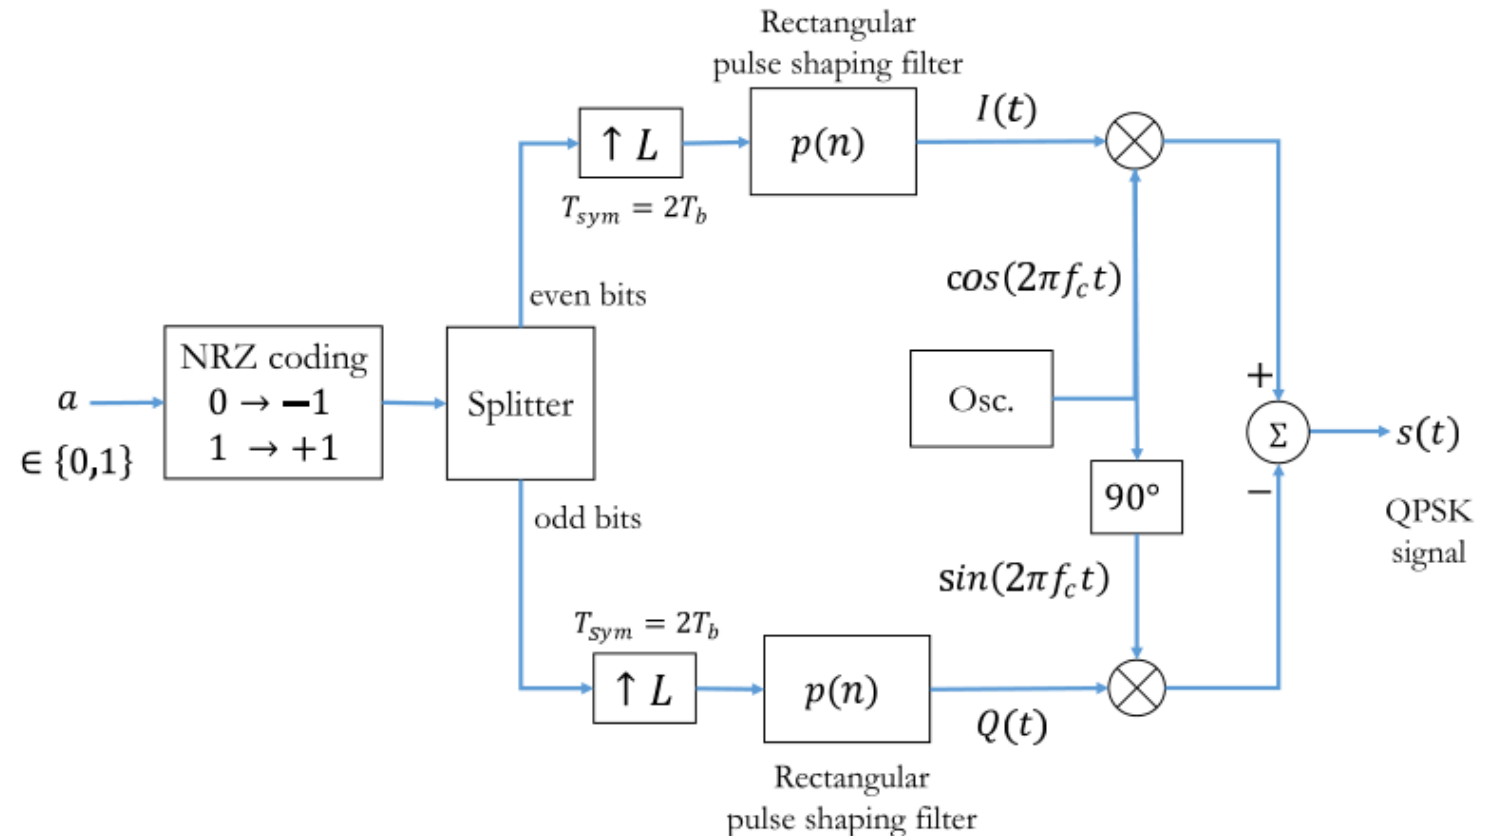 Rectangular
pulse shaping filter
I(t)
↑ L
p(n)
T_sym = 2T_b
cos(2πf_c t)
even bits
NRZ coding
0 → −1
1 → +1
a
∈ {0,1}
Splitter
Osc.
+
Σ
s(t)
−
90°
QPSK
signal
odd bits
sin(2πf_c t)
T_sym = 2T_b
↑ L
p(n)
Q(t)
Rectangular
pulse shaping filter